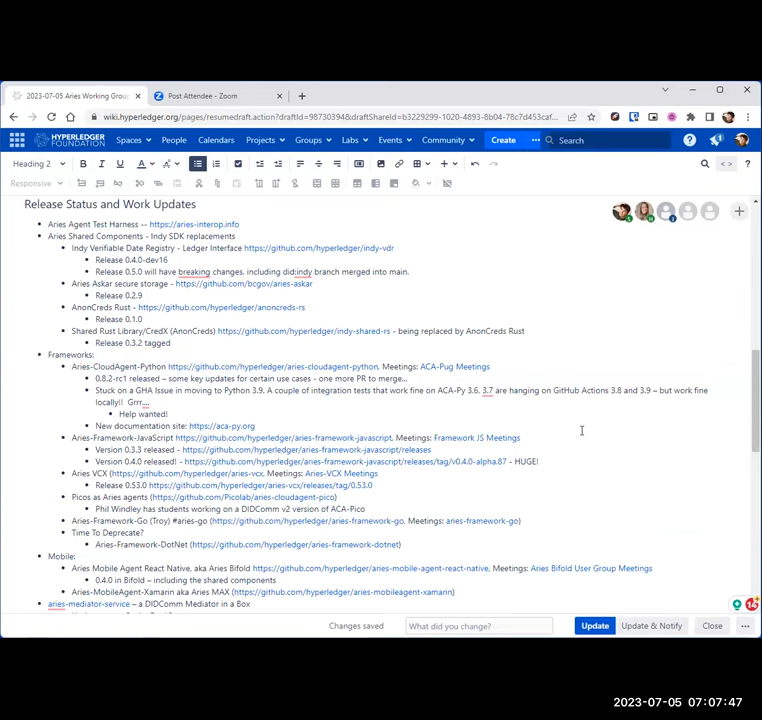 2023-07-05 Aries Working Grou
Post Attendee - Zoom
wiki.hyperledger.org/pages/resumedraft.action?draftId=98730394&draftShareId=b3229299-1020-4893-8b04-78c7d453caf...
HYPERLEDGER FOUNDATION Spaces People Calendars Projects Groups Labs Events Community Create ... Search
Heading 2 B I U A
Responsive
Release Status and Work Updates
Aries Agent Test Harness -- https://aries-interop.info
Aries Shared Components - Indy SDK replacements
Indy Verifiable Date Registry - Ledger Interface https://github.com/hyperledger/indy-vdr
Release 0.4.0-dev16
Release 0.5.0 will have breaking changes, including did:indy branch merged into main.
Aries Askar secure storage - https://github.com/bcgov/aries-askar
Release 0.2.9
AnonCreds Rust - https://github.com/hyperledger/anoncreds-rs
Release 0.1.0
Shared Rust Library/CredX (AnonCreds) https://github.com/hyperledger/indy-shared-rs - being replaced by AnonCreds Rust
Release 0.3.2 tagged
Frameworks:
Aries-CloudAgent-Python https://github.com/hyperledger/aries-cloudagent-python. Meetings: ACA-Pug Meetings
0.8.2-rc1 released – some key updates for certain use cases - one more PR to merge...
Stuck on a GHA Issue in moving to Python 3.9. A couple of integration tests that work fine on ACA-Py 3.6, 3.7 are hanging on GitHub Actions 3.8 and 3.9 – but work fine
locally!! Grrr....
Help wanted!
New documentation site: https://aca-py.org
Aries-Framework-JavaScript https://github.com/hyperledger/aries-framework-javascript. Meetings: Framework JS Meetings
Version 0.3.3 released - https://github.com/hyperledger/aries-framework-javascript/releases
Version 0.4.0 released! - https://github.com/hyperledger/aries-framework-javascript/releases/tag/v0.4.0-alpha.87 - HUGE!
Aries VCX (https://github.com/hyperledger/aries-vcx, Meetings: Aries-VCX Meetings
Release 0.53.0 https://github.com/hyperledger/aries-vcx/releases/tag/0.53.0
Picos as Aries agents (https://github.com/Picolab/aries-cloudagent-pico)
Phil Windley has students working on a DIDComm v2 version of ACA-Pico
Aries-Framework-Go (Troy) #aries-go (https://github.com/hyperledger/aries-framework-go, Meetings: aries-framework-go)
Time To Deprecate?
Aries-Framework-DotNet (https://github.com/hyperledger/aries-framework-dotnet)
Mobile:
Aries Mobile Agent React Native, aka Aries Bifold https://github.com/hyperledger/aries-mobile-agent-react-native, Meetings: Aries Bifold User Group Meetings
0.4.0 in Bifold – including the shared components
Aries-MobileAgent-Xamarin aka Aries MAX (https://github.com/hyperledger/aries-mobileagent-xamarin)
aries-mediator-service – a DIDComm Mediator in a Box
14
Changes saved What did you change? Update Update & Notify Close ...
2023-07-05 07:07:47